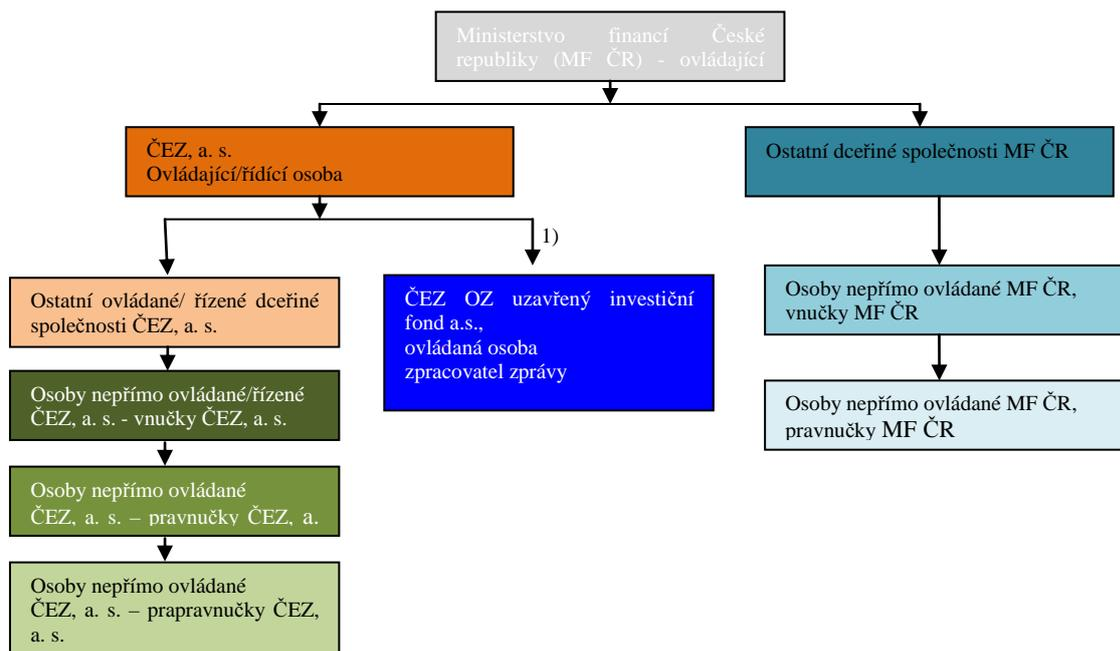 Ministerstvo financí České
republiky (MF ČR) - ovládající
ČEZ, a. s.
Ovládající/řídící osoba
Ostatní dceřiné společnosti MF ČR
1)
Ostatní ovládané/ řízené dceřiné
společnosti ČEZ, a. s.
ČEZ OZ uzavřený investiční
fond a.s.,
ovládaná osoba
zpracovatel zprávy
Osoby nepřímo ovládané MF ČR,
vnučky MF ČR
Osoby nepřímo ovládané/řízené
ČEZ, a. s. - vnučky ČEZ, a. s.
Osoby nepřímo ovládané MF ČR,
pravnučky MF ČR
Osoby nepřímo ovládané
ČEZ, a. s. – pravnučky ČEZ, a.
Osoby nepřímo ovládané
ČEZ, a. s. – prapravnučky ČEZ,
a. s.